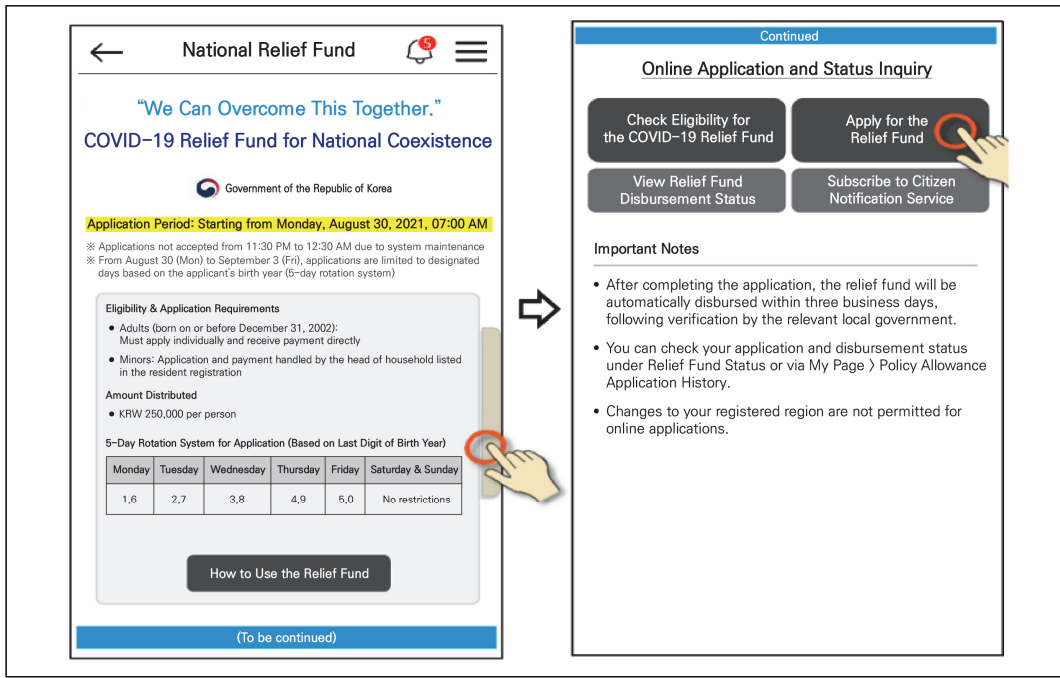 National Relief Fund
5
“We Can Overcome This Together.”
COVID-19 Relief Fund for National Coexistence
Government of the Republic of Korea
Application Period: Starting from Monday, August 30, 2021, 07:00 AM
※ Applications not accepted from 11:30 PM to 12:30 AM due to system maintenance
※ From August 30 (Mon) to September 3 (Fri), applications are limited to designated
days based on the applicant's birth year (5-day rotation system)
Eligibility & Application Requirements
● Adults (born on or before December 31, 2002):
Must apply individually and receive payment directly
● Minors: Application and payment handled by the head of household listed
in the resident registration
Amount Distributed
● KRW 250,000 per person
5-Day Rotation System for Application (Based on Last Digit of Birth Year)
Monday Tuesday Wednesday Thursday Friday Saturday & Sunday
1,6 2,7 3,8 4,9 5,0 No restrictions
How to Use the Relief Fund
(To be continued)
Continued
Online Application and Status Inquiry
Check Eligibility for
the COVID-19 Relief Fund
Apply for the
Relief Fund
View Relief Fund
Disbursement Status
Subscribe to Citizen
Notification Service
Important Notes
• After completing the application, the relief fund will be
automatically disbursed within three business days,
following verification by the relevant local government.
• You can check your application and disbursement status
under Relief Fund Status or via My Page 〉 Policy Allowance
Application History.
• Changes to your registered region are not permitted for
online applications.